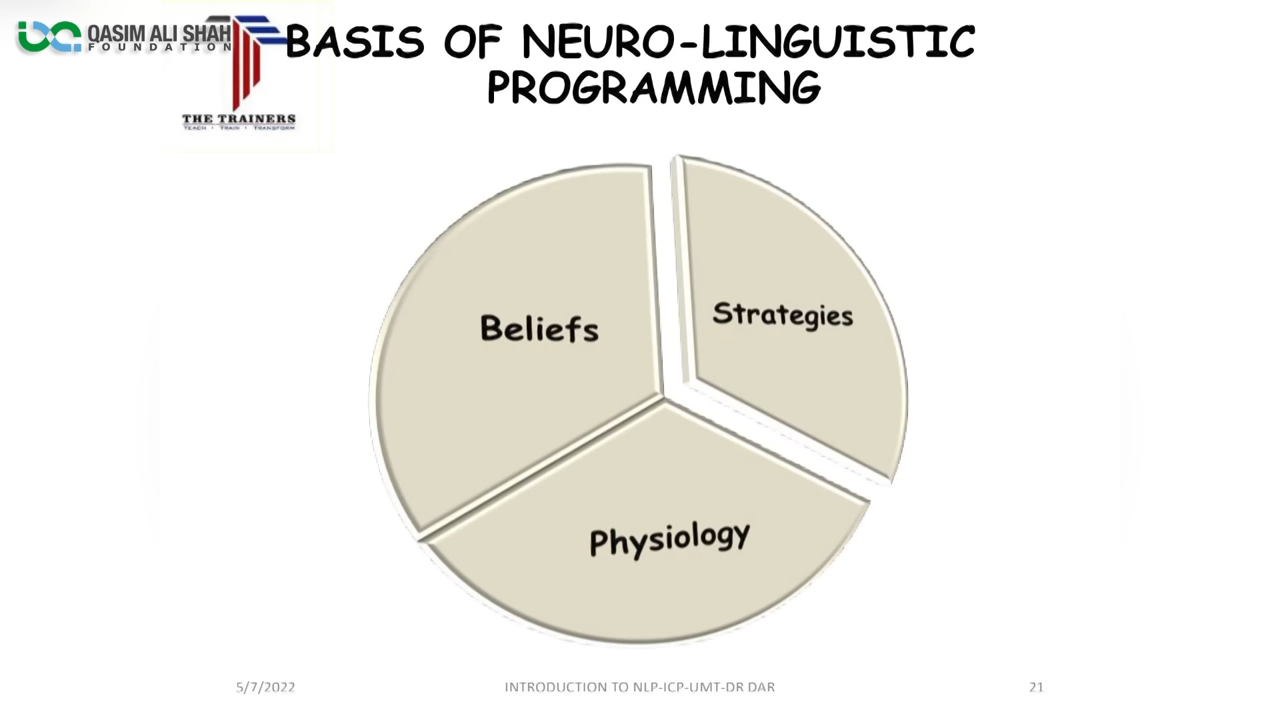 QASIM ALI SHAH
FOUNDATION
THE TRAINERS
TEACH • TRAIN • TRANSFORM
BASIS OF NEURO-LINGUISTIC
PROGRAMMING
Beliefs
Strategies
Physiology
5/7/2022
INTRODUCTION TO NLP-ICP-UMT-DR DAR
21